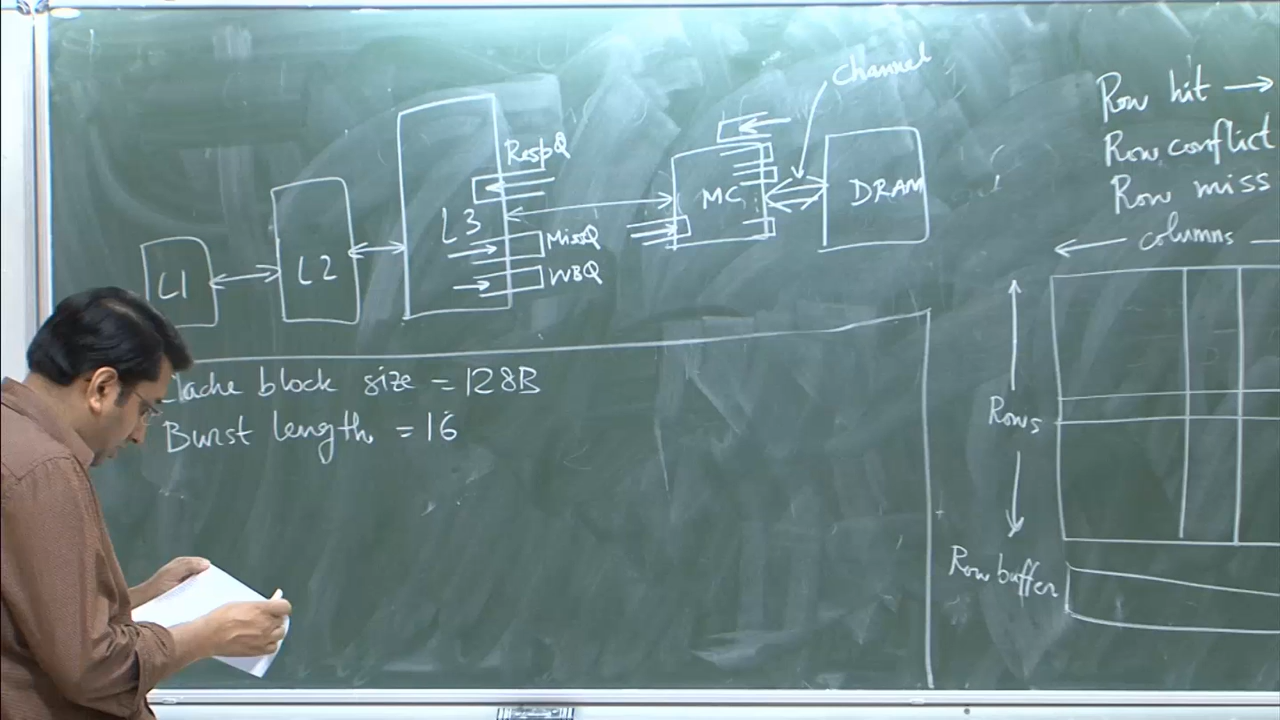 channel
RespQ
L1
L2
L3
MissQ
WBQ
MC
DRAM
Cache block size = 128B
Burst length = 16
Row hit →
Row conflict
Row miss
← columns
Rows
Row buffer